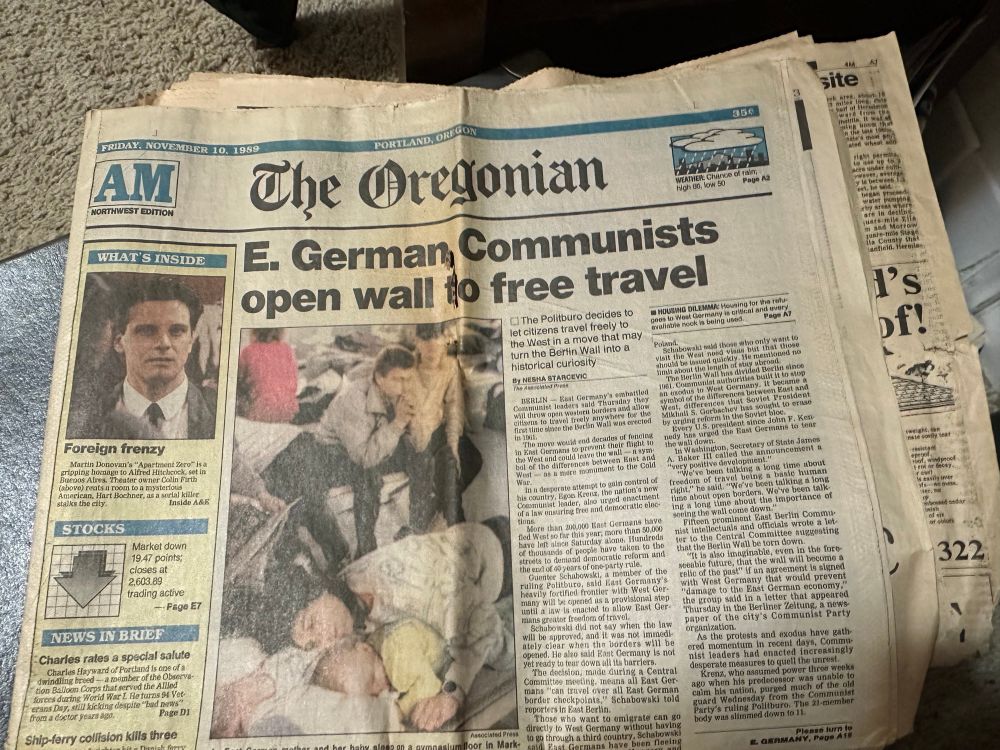 FRIDAY, NOVEMBER 10, 1989
PORTLAND, OREGON
35¢
AM
NORTHWEST EDITION
The Oregonian
WEATHER: Chance of rain;
high 60, low 50 Page A2
E. German Communists
open wall to free travel
WHAT'S INSIDE
Foreign frenzy
Martin Donovan's "Apartment Zero" is a
gripping homage to Alfred Hitchcock, set in
Buenos Aires. Theater owner Colin Firth
(above) rents a room to a mysterious
American, Hart Bochner, as a serial killer
stalks the city. Inside A&E
STOCKS
Market down
19.47 points;
closes at
2,603.69
trading active
— Page E7
NEWS IN BRIEF
Charles rates a special salute
Charles Hayward of Portland is one of a
dwindling breed — a member of the Observa-
tion Balloon Corps that served the Allied
forces during World War I. He turns 94 Vet-
erans Day, still kicking despite "bad news"
from a doctor years ago. Page D1
Ship-ferry collision kills three
Associated Press
East German mother and her baby sleep on a gymnasium floor in Mark-
□ The Politburo decides to
let citizens travel freely to
the West in a move that may
turn the Berlin Wall into a
historical curiosity
By NESHA STARCEVIC
The Associated Press
BERLIN — East Germany's embattled
Communist leaders said Thursday they
will throw open western borders and allow
citizens to travel freely anywhere for the
first time since the Berlin Wall was erected
in 1961.
The move would end decades of fencing
in East Germans to prevent their flight to
the West and could leave the wall — a sym-
bol of the differences between East and
West — as a mere monument to the Cold
War.
In a desperate attempt to gain control of
his country, Egon Krenz, the nation's new
Communist leader, also urged enactment
of a law ensuring free and democratic elec-
tions.
More than 200,000 East Germans have
fled West so far this year; more than 50,000
have left since Saturday alone. Hundreds
of thousands of people have taken to the
streets to demand democratic reform and
the end of 40 years of one-party rule.
Guenter Schabowski, a member of the
ruling Politburo, said East Germany's
heavily fortified frontier with West Ger-
many will be opened as a provisional step
until a law is enacted to allow East Ger-
mans greater freedom of travel.
Schabowski did not say when the law
will be approved, and it was not immedi-
ately clear when the borders will be
opened. He also said East Germany is not
yet ready to tear down all its barriers.
The decision, made during a Central
Committee meeting, means all East Ger-
mans "can travel over all East German
border checkpoints," Schabowski told
reporters in East Berlin.
Those who want to emigrate can go
directly to West Germany without having
to go through a third country, Schabowski
said. East Germans have been fleeing
■ HOUSING DILEMMA: Housing for the refu-
gees to West Germany is critical and every
available nook is being used. Page A7
Poland.
Schabowski said those who only want to
visit the West need visas but that those
should be issued quickly. He mentioned no
limit about the length of stay abroad.
The Berlin Wall has divided Berlin since
1961. Communist authorities built it to stop
an exodus to West Germany. It became a
symbol of the differences between East and
West, differences that Soviet President
Mikhail S. Gorbachev has sought to erase
by urging reform in the Soviet bloc.
Every U.S. president since John F. Ken-
nedy has urged the East Germans to tear
the wall down.
In Washington, Secretary of State James
A. Baker III called the announcement a
"very positive development."
"We've been talking a long time about
freedom of travel being a basic human
right," he said. "We've been talking a long
time about open borders. We've been talk-
ing a long time about the importance of
seeing the wall come down."
Fifteen prominent East Berlin Commu-
nist intellectuals and officials wrote a let-
ter to the Central Committee suggesting
that the Berlin Wall be torn down.
"It is also imaginable, even in the fore-
seeable future, that the wall will become a
relic of the past" if an agreement is signed
with West Germany that would prevent
"damage to the East German economy,"
the group said in a letter that appeared
Thursday in the Berliner Zeitung, a news-
paper of the city's Communist Party
organization.
As the protests and exodus have gath-
ered momentum in recent days, Commu-
nist leaders had enacted increasingly
desperate measures to quell the unrest.
Krenz, who assumed power three weeks
ago when his predecessor was unable to
calm his nation, purged much of the old
guard Wednesday from the Communist
Party's ruling Politburo. The 21-member
body was slimmed down to 11.
Please turn to
E. GERMANY, Page A18
3
4M
site
d's
of!
322